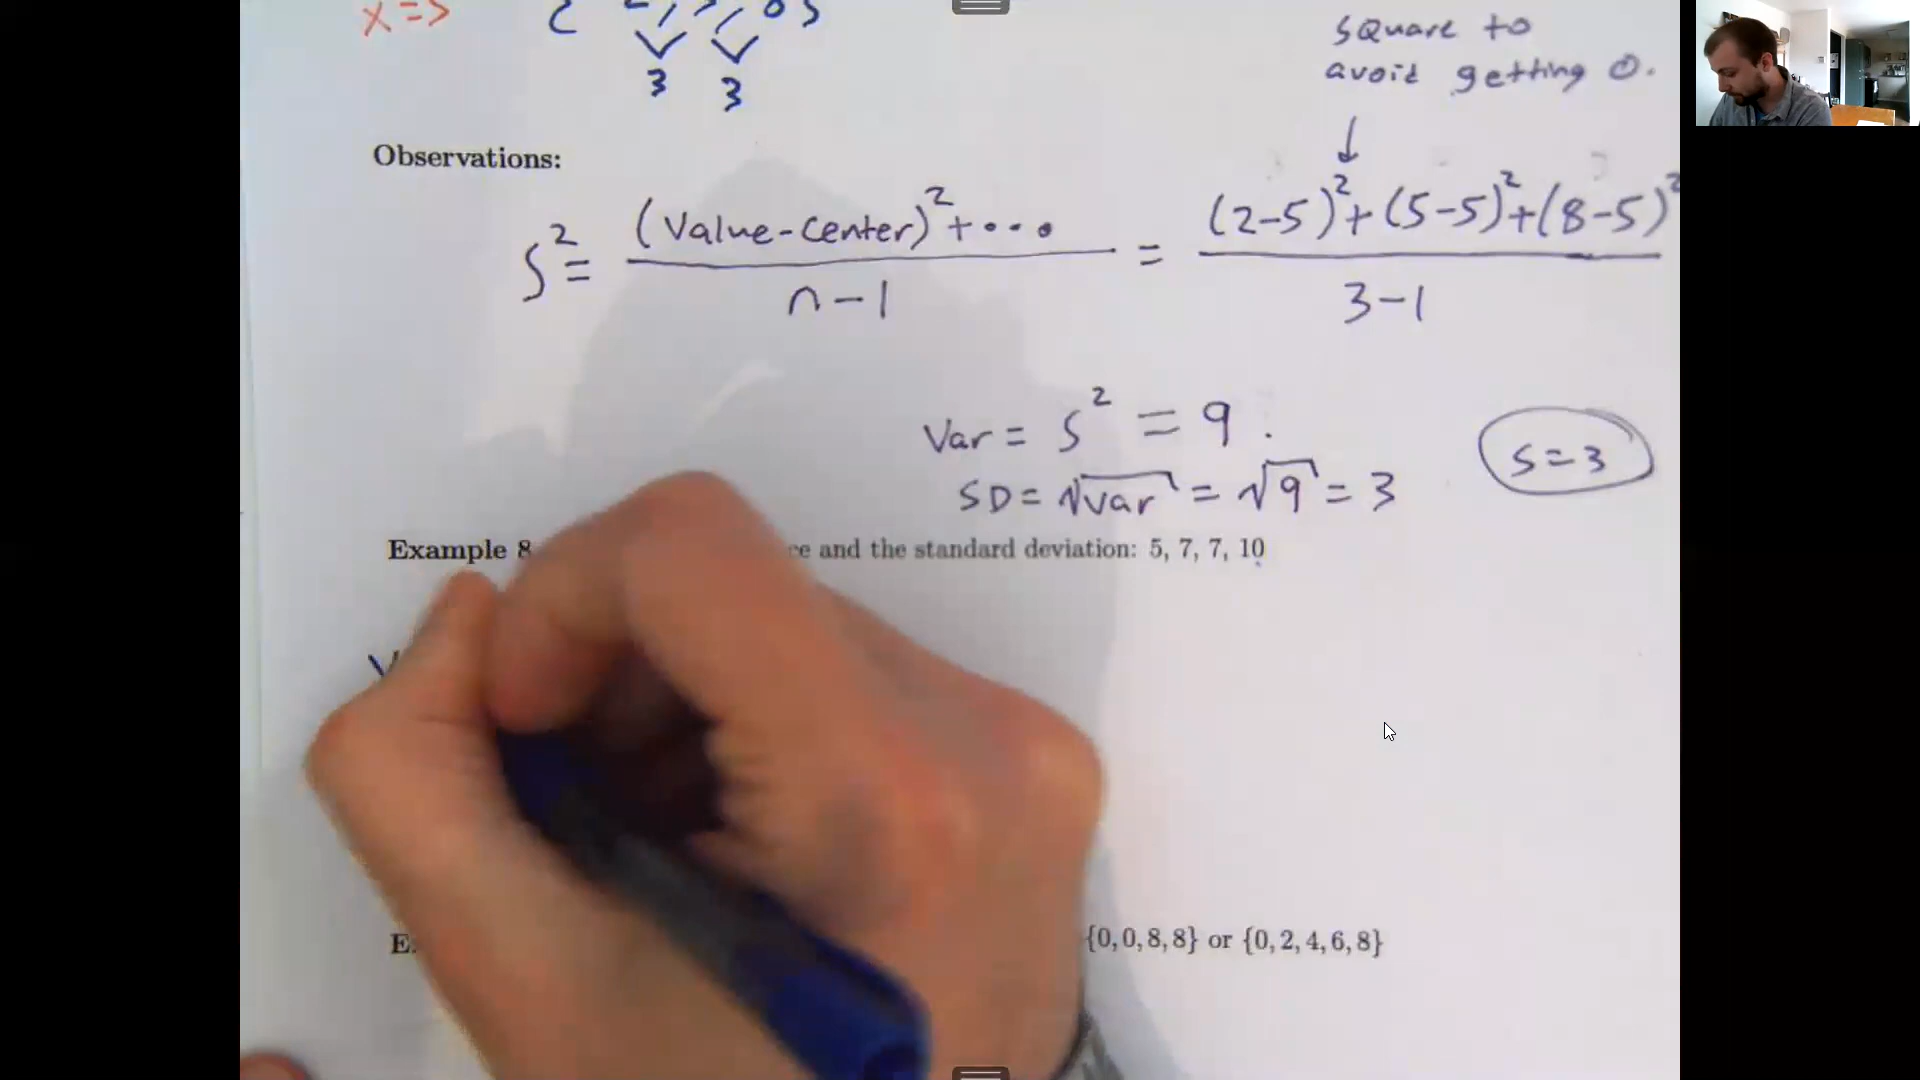 x =>
3 3
square to
avoid getting 0.
Observations:
S² = (Value-center)² + ... / n-1 = (2-5)² + (5-5)² + (8-5)² / 3-1
Var = S² = 9.
S=3
SD = √var = √9 = 3
Example 8 and the standard deviation: 5, 7, 7, 10
{0, 0, 8, 8} or {0, 2, 4, 6, 8}